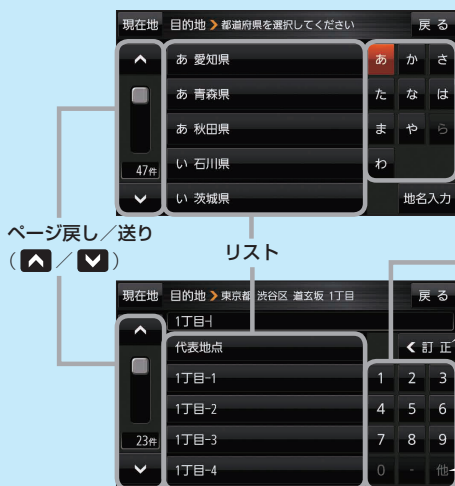 現在地 目的地 > 都道府県を選択してください 戻る
あ 愛知県 あ か さ
あ 青森県 た な は
あ 秋田県 ま や ら
47件 い 石川県 わ
い 茨城県 地名入力
ページ戻し／送り
（ ／ ）
リスト
現在地 目的地 > 東京都 渋谷区 道玄坂 1丁目 戻る
1丁目-
代表地点 訂正
1丁目-1 1 2 3
1丁目-2 4 5 6
23件 1丁目-3 7 8 9
1丁目-4 0 - 他